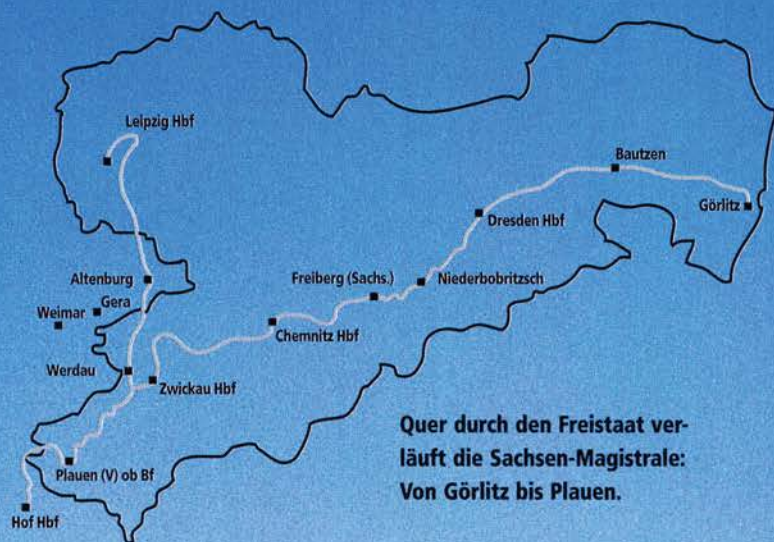 Leipzig Hbf
Bautzen
Görlitz
Dresden Hbf
Altenburg
Freiberg (Sachs.)
Niederbobritzsch
Gera
Weimar
Chemnitz Hbf
Werdau
Zwickau Hbf
Quer durch den Freistaat ver-
läuft die Sachsen-Magistrale:
Von Görlitz bis Plauen.
Plauen (V) ob Bf
Hof Hbf